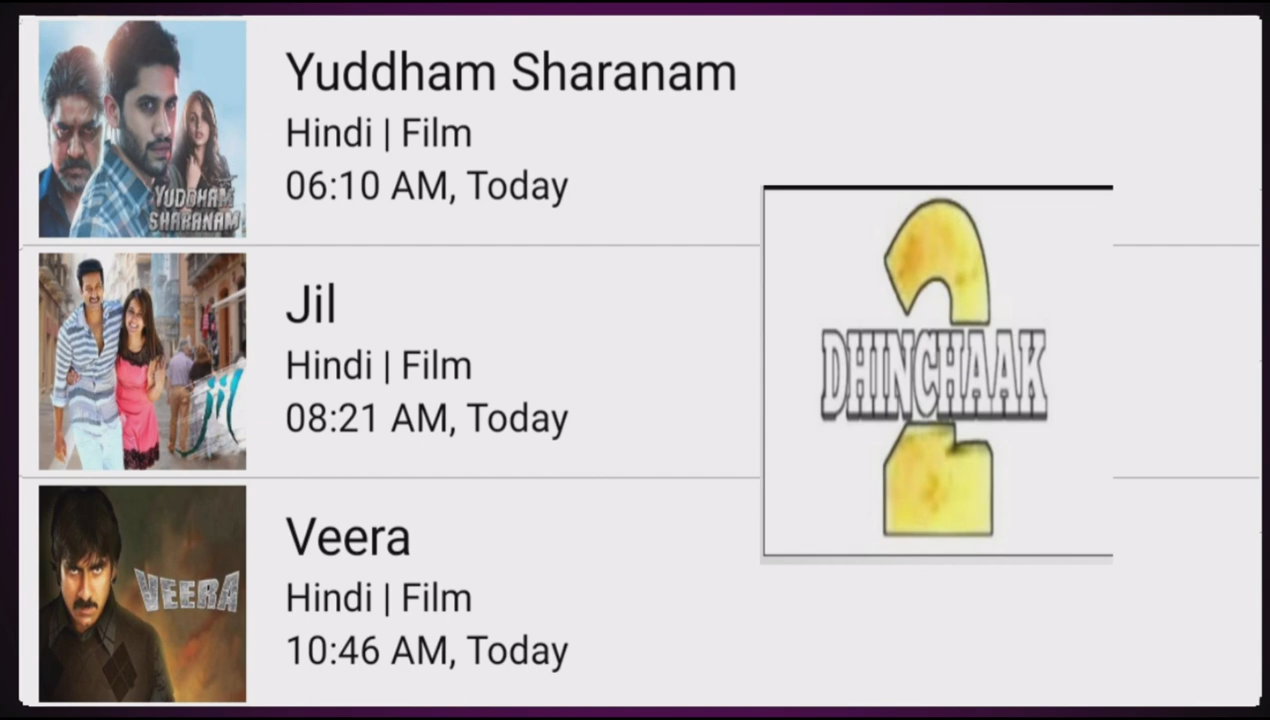 YUDDHAM
SHARANAM
Yuddham Sharanam
Hindi | Film
06:10 AM, Today
jil
Jil
Hindi | Film
08:21 AM, Today
VEERA
Veera
Hindi | Film
10:46 AM, Today
2
DHINCHAAK